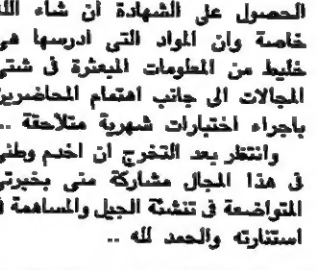 الحصول على الشهادة ان شاء الله
خاصة وان المواد التى ادرسها هى
خليط من المعلومات المبعثرة فى شتى
المجالات الى جانب اهتمام المحاضرين
باجراء اختبارات شهرية متلاحقة ..
وانتظر بعد التخرج ان اخدم وطنى
فى هذا المجال مشاركة منى بخبرتى
المتواضعة فى تنشئة الجيل والمساهمة فى
استنارته والحمد لله ..